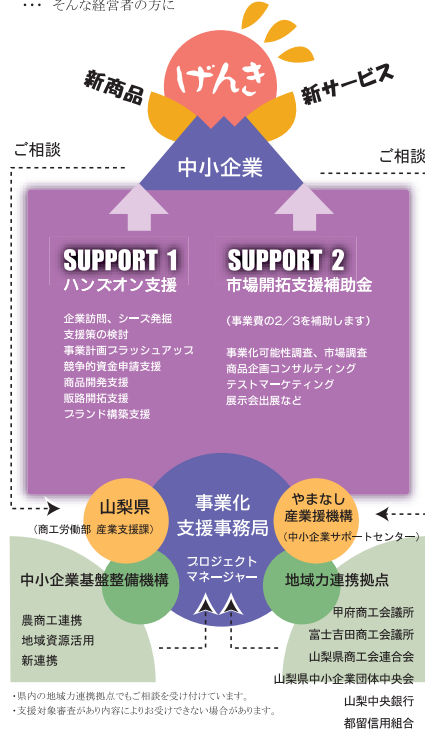 … そんな経営者の方に
げんき
新商品
新サービス
ご相談
ご相談
中小企業
SUPPORT 1
ハンズオン支援
企業訪問、シーズ発掘
支援策の検討
事業計画ブラッシュアップ
競争的資金申請支援
商品開発支援
販路開拓支援
ブランド構築支援
SUPPORT 2
市場開拓支援補助金
（事業費の2／3を補助します）
事業化可能性調査、市場調査
商品企画コンサルティング
テストマーケティング
展示会出展など
山梨県
（商工労働部 産業支援課）
事業化
支援事務局
プロジェクト
マネージャー
やまなし
産業援機構
（中小企業サポートセンター）
中小企業基盤整備機構
農商工連携
地域資源活用
新連携
地域力連携拠点
甲府商工会議所
富士吉田商工会議所
山梨県商工会連合会
山梨県中小企業団体中央会
山梨中央銀行
都留信用組合
・県内の地域力連携拠点でもご相談を受け付けています。
・支援対象審査があり内容によりお受けできない場合があります。